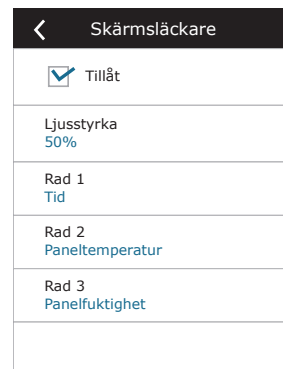 Skärmsläckare
Tillåt
Ljusstyrka
50%
Rad 1
Tid
Rad 2
Paneltemperatur
Rad 3
Panelfuktighet